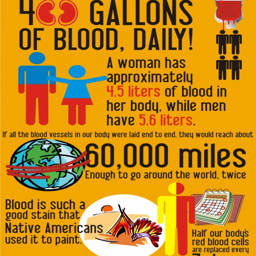 400 GALLONS
OF BLOOD, DAILY!
A woman has
approximately
4.5 liters of blood in
her body, while men
have 5.6 liters.
If all the blood vessels in our body were laid end to end, they would reach about
60,000 miles
Enough to go around the world, twice
Blood is such a
good stain that
Native Americans
used it to paint.
Half our body's
red blood cells
are replaced every